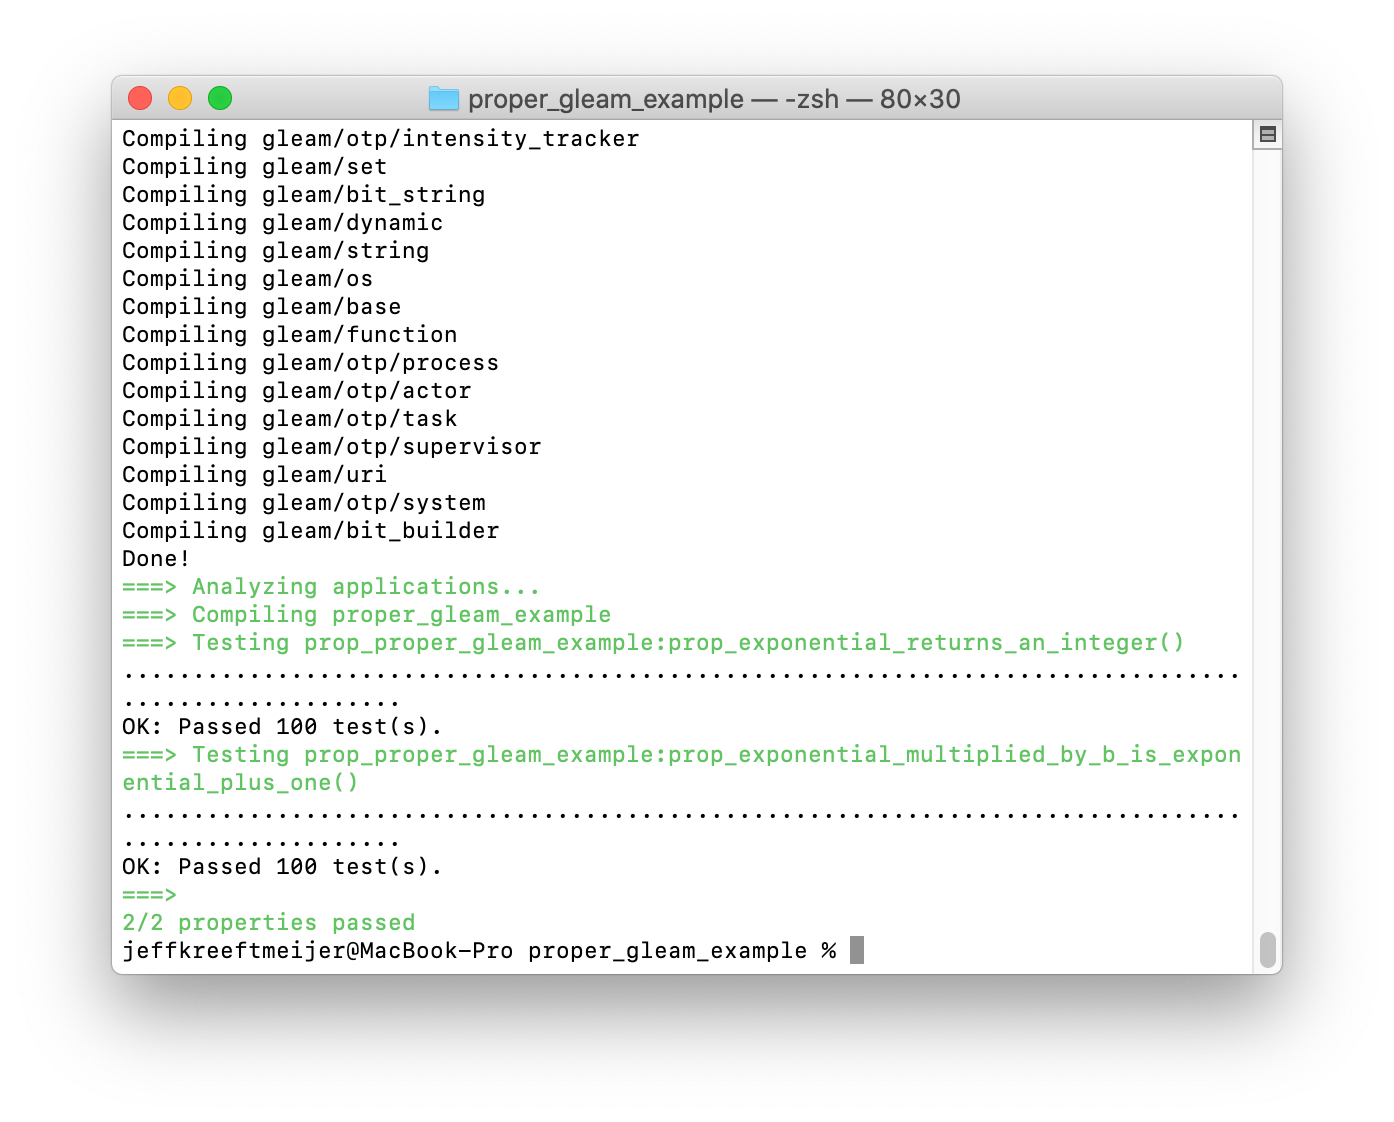 proper_gleam_example — -zsh — 80×30
Compiling gleam/otp/intensity_tracker
Compiling gleam/set
Compiling gleam/bit_string
Compiling gleam/dynamic
Compiling gleam/string
Compiling gleam/os
Compiling gleam/base
Compiling gleam/function
Compiling gleam/otp/process
Compiling gleam/otp/actor
Compiling gleam/otp/task
Compiling gleam/otp/supervisor
Compiling gleam/uri
Compiling gleam/otp/system
Compiling gleam/bit_builder
Done!
===> Analyzing applications...
===> Compiling proper_gleam_example
===> Testing prop_proper_gleam_example:prop_exponential_returns_an_integer()
................................................................................
....................
OK: Passed 100 test(s).
===> Testing prop_proper_gleam_example:prop_exponential_multiplied_by_b_is_expon
ential_plus_one()
................................................................................
....................
OK: Passed 100 test(s).
===>
2/2 properties passed
jeffkreeftmeijer@MacBook-Pro proper_gleam_example %